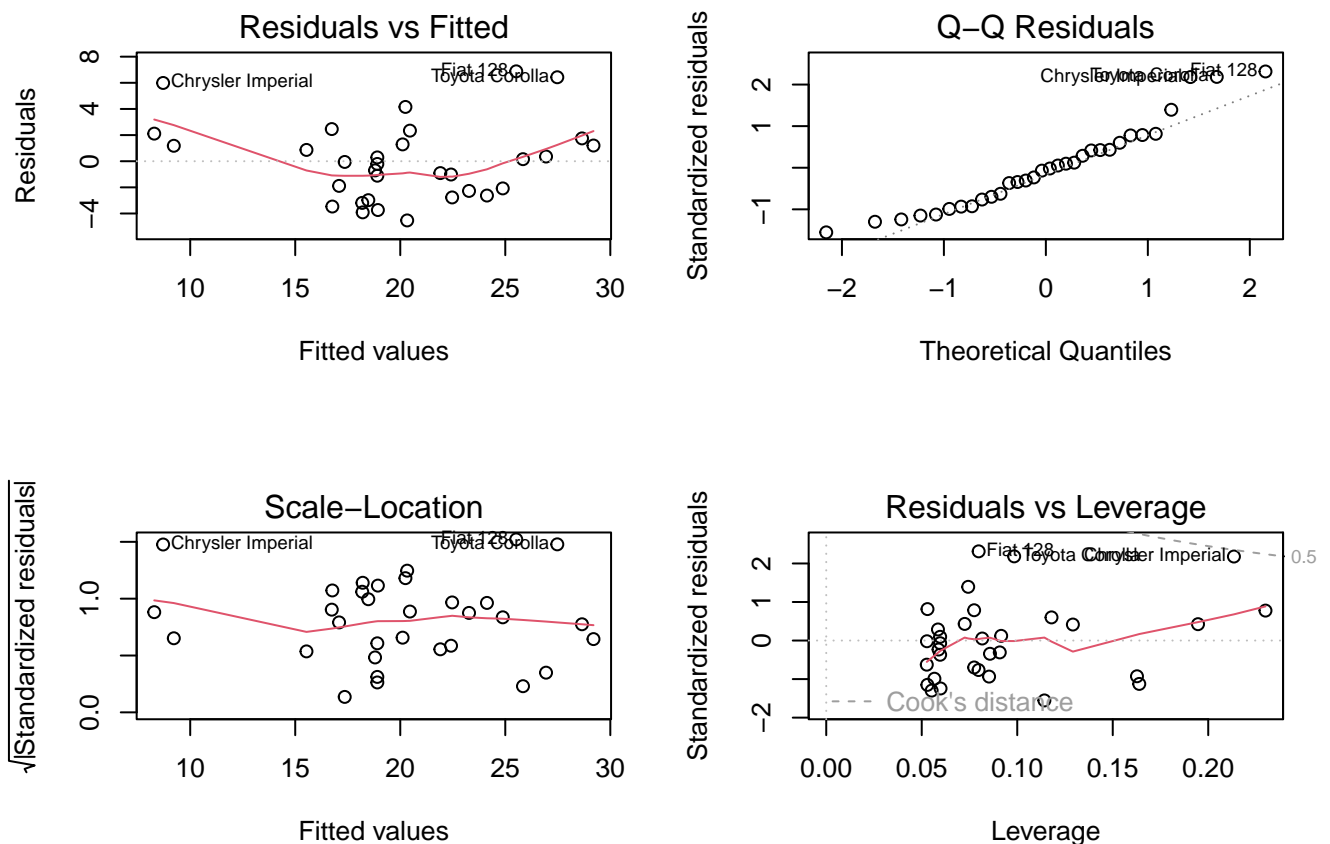 Residuals vs Fitted
Residuals
8
4
0
−4
Fiat 128
Toyota Corolla
Chrysler Imperial
10 15 20 25 30
Fitted values
Q−Q Residuals
Standardized residuals
2
1
−1
Chrysler Imperial
Toyota Corolla
Fiat 128
−2 −1 0 1 2
Theoretical Quantiles
Scale−Location
√|Standardized residuals|
1.0
0.0
Fiat 128
Toyota Corolla
Chrysler Imperial
10 15 20 25 30
Fitted values
Residuals vs Leverage
Standardized residuals
2
1
0
−2
Fiat 128
Toyota Corolla
Chrysler Imperial
0.5
Cook's distance
0.00 0.05 0.10 0.15 0.20
Leverage